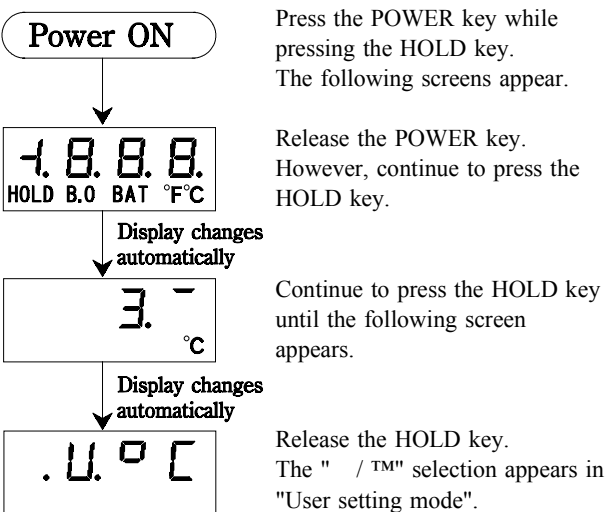 Power ON
Press the POWER key while
pressing the HOLD key.
The following screens appear.
-1.8.8.8.
HOLD B.O BAT °F°C
Release the POWER key.
However, continue to press the
HOLD key.
Display changes
automatically
3. ¯
°C
Continue to press the HOLD key
until the following screen
appears.
Display changes
automatically
.U.°C
Release the HOLD key.
The "   / ™" selection appears in
"User setting mode".